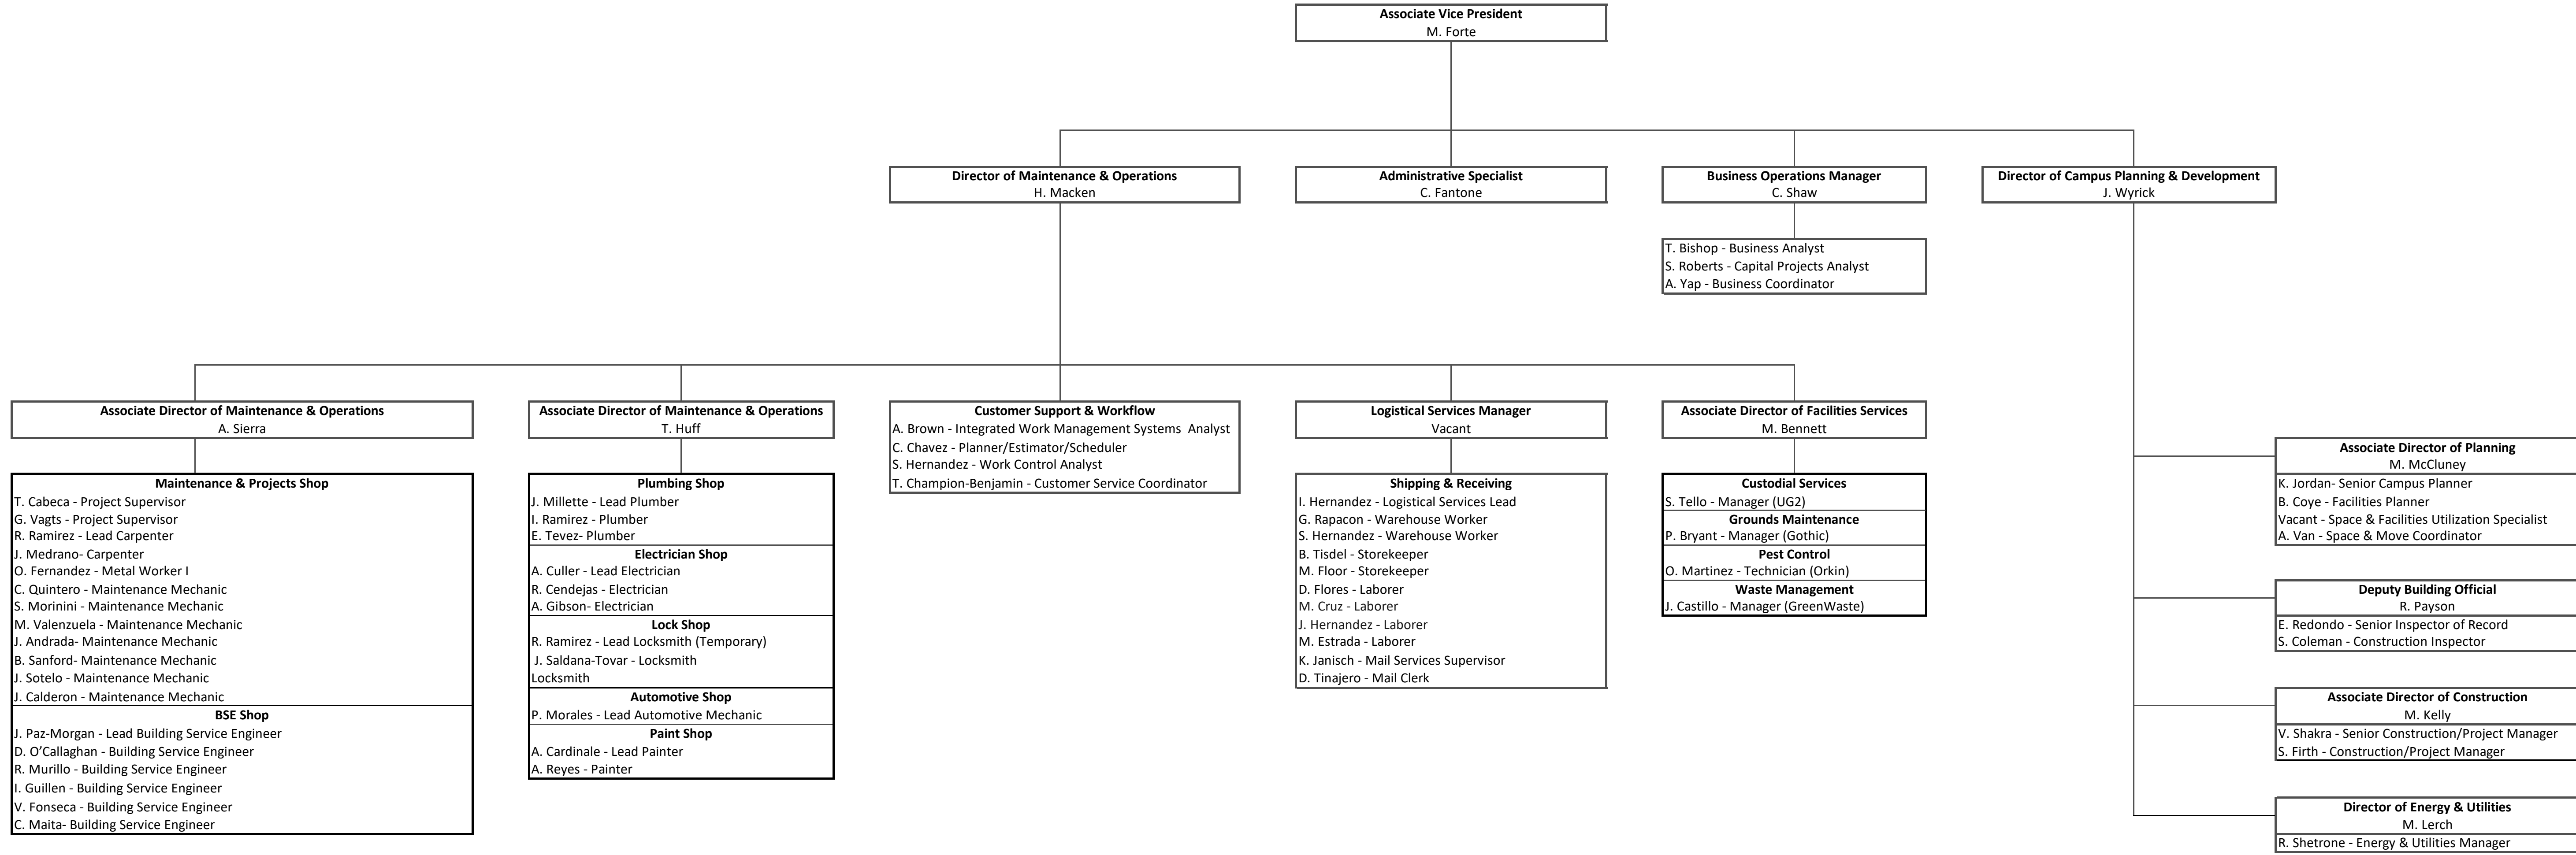 Associate Vice President
M. Forte
Director of Maintenance & Operations
H. Macken
Administrative Specialist
C. Fantone
Business Operations Manager
C. Shaw
Director of Campus Planning & Development
J. Wyrick
T. Bishop - Business Analyst
S. Roberts - Capital Projects Analyst
A. Yap - Business Coordinator
Associate Director of Maintenance & Operations
A. Sierra
Maintenance & Projects Shop
T. Cabeca - Project Supervisor
G. Vagts - Project Supervisor
R. Ramirez - Lead Carpenter
J. Medrano- Carpenter
O. Fernandez - Metal Worker I
C. Quintero - Maintenance Mechanic
S. Morinini - Maintenance Mechanic
M. Valenzuela - Maintenance Mechanic
J. Andrada- Maintenance Mechanic
B. Sanford- Maintenance Mechanic
J. Sotelo - Maintenance Mechanic
J. Calderon - Maintenance Mechanic
BSE Shop
J. Paz-Morgan - Lead Building Service Engineer
D. O’Callaghan - Building Service Engineer
R. Murillo - Building Service Engineer
I. Guillen - Building Service Engineer
V. Fonseca - Building Service Engineer
C. Maita- Building Service Engineer
Associate Director of Maintenance & Operations
T. Huff
Plumbing Shop
J. Millette - Lead Plumber
I. Ramirez - Plumber
E. Tevez- Plumber
Electrician Shop
A. Culler - Lead Electrician
R. Cendejas - Electrician
A. Gibson- Electrician
Lock Shop
R. Ramirez - Lead Locksmith (Temporary)
J. Saldana-Tovar - Locksmith
Locksmith
Automotive Shop
P. Morales - Lead Automotive Mechanic
Paint Shop
A. Cardinale - Lead Painter
A. Reyes - Painter
Customer Support & Workflow
A. Brown - Integrated Work Management Systems  Analyst
C. Chavez - Planner/Estimator/Scheduler
S. Hernandez - Work Control Analyst
T. Champion-Benjamin - Customer Service Coordinator
Logistical Services Manager
Vacant
Shipping & Receiving
I. Hernandez - Logistical Services Lead
G. Rapacon - Warehouse Worker
S. Hernandez - Warehouse Worker
B. Tisdel - Storekeeper
M. Floor - Storekeeper
D. Flores - Laborer
M. Cruz - Laborer
J. Hernandez - Laborer
M. Estrada - Laborer
K. Janisch - Mail Services Supervisor
D. Tinajero - Mail Clerk
Associate Director of Facilities Services
M. Bennett
Custodial Services
S. Tello - Manager (UG2)
Grounds Maintenance
P. Bryant - Manager (Gothic)
Pest Control
O. Martinez - Technician (Orkin)
Waste Management
J. Castillo - Manager (GreenWaste)
Associate Director of Planning
M. McCluney
K. Jordan- Senior Campus Planner
B. Coye - Facilities Planner
Vacant - Space & Facilities Utilization Specialist
A. Van - Space & Move Coordinator
Deputy Building Official
R. Payson
E. Redondo - Senior Inspector of Record
S. Coleman - Construction Inspector
Associate Director of Construction
M. Kelly
V. Shakra - Senior Construction/Project Manager
S. Firth - Construction/Project Manager
Director of Energy & Utilities
M. Lerch
R. Shetrone - Energy & Utilities Manager